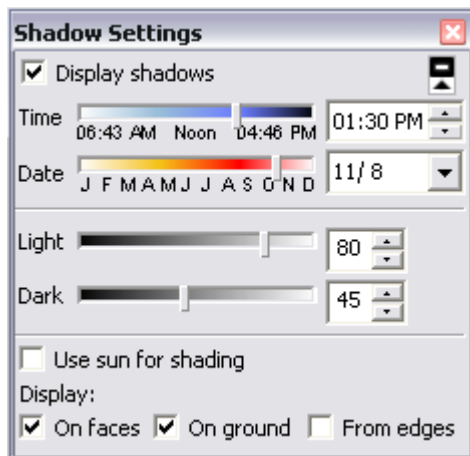 Shadow Settings
Display shadows
Time 01:30 PM
06:43 AM Noon 04:46 PM
Date 11/ 8
J F M A M J J A S O N D
Light 80
Dark 45
Use sun for shading
Display:
On faces On ground From edges